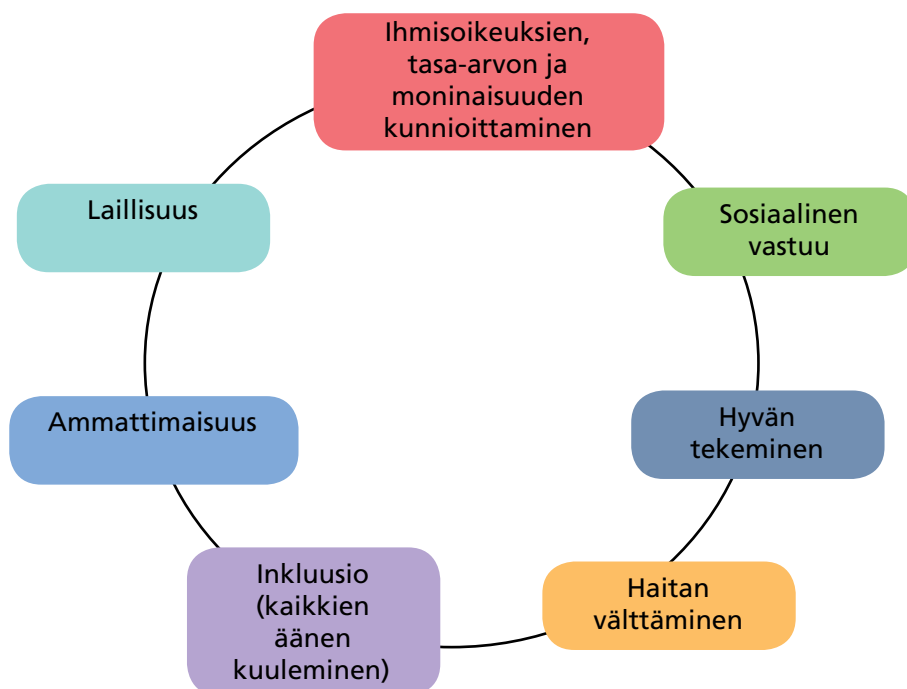 Ihmisoikeuksien,
tasa-arvon ja
moninaisuuden
kunnioittaminen
Sosiaalinen
vastuu
Hyvän
tekeminen
Haitan
välttäminen
Inkluusio
(kaikkien
äänen
kuuleminen)
Ammattimaisuus
Laillisuus